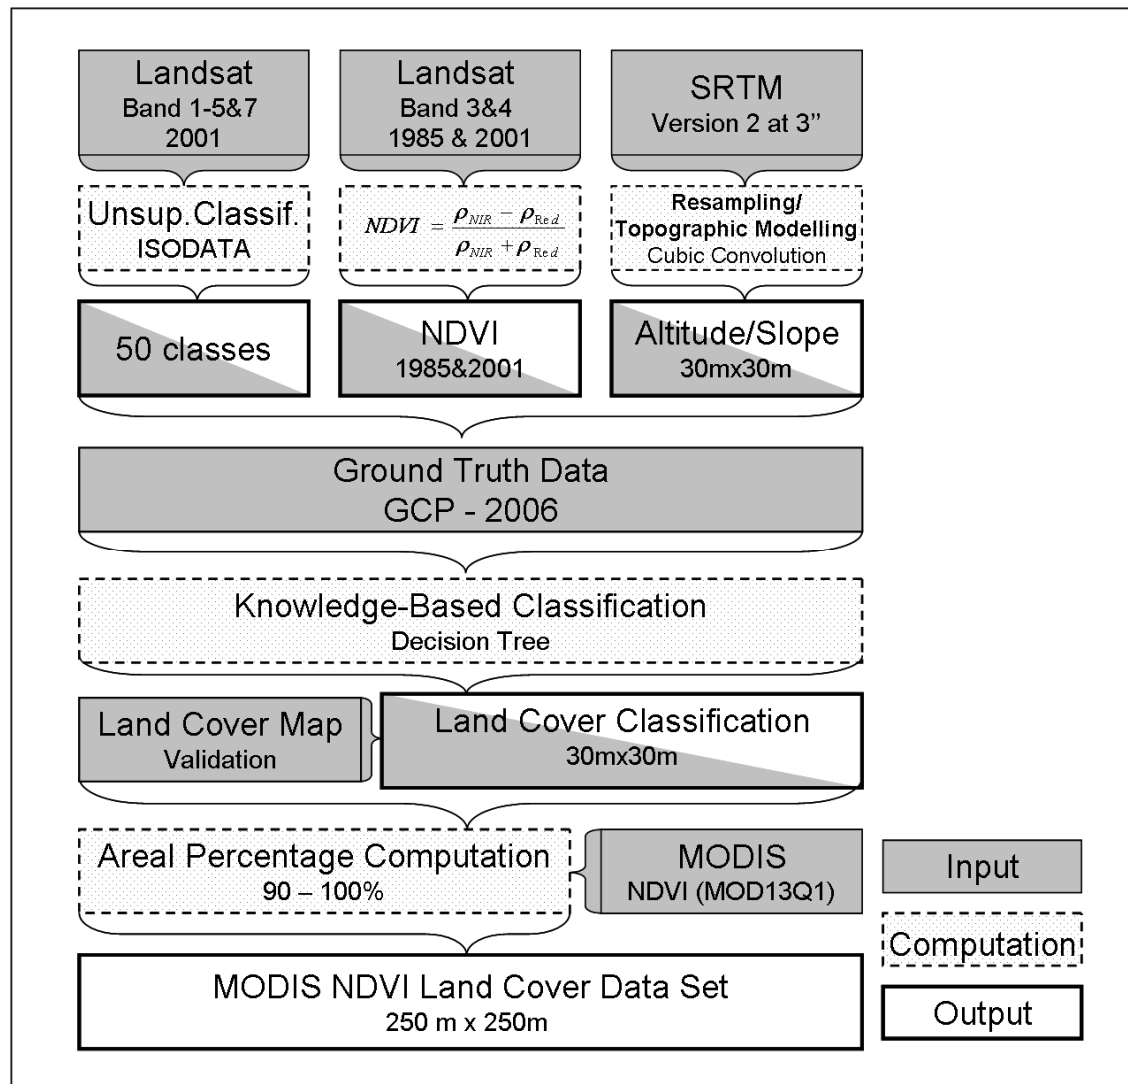 Landsat
Band 1-5&7
2001
Landsat
Band 3&4
1985 & 2001
SRTM
Version 2 at 3”
Unsup.Classif.
ISODATA
NDVI = (ρNIR − ρRed) / (ρNIR + ρRed)
Resampling/
Topographic Modelling
Cubic Convolution
50 classes
NDVI
1985&2001
Altitude/Slope
30mx30m
Ground Truth Data
GCP - 2006
Knowledge-Based Classification
Decision Tree
Land Cover Map
Validation
Land Cover Classification
30mx30m
Areal Percentage Computation
90 – 100%
MODIS
NDVI (MOD13Q1)
Input
Computation
Output
MODIS NDVI Land Cover Data Set
250 m x 250m